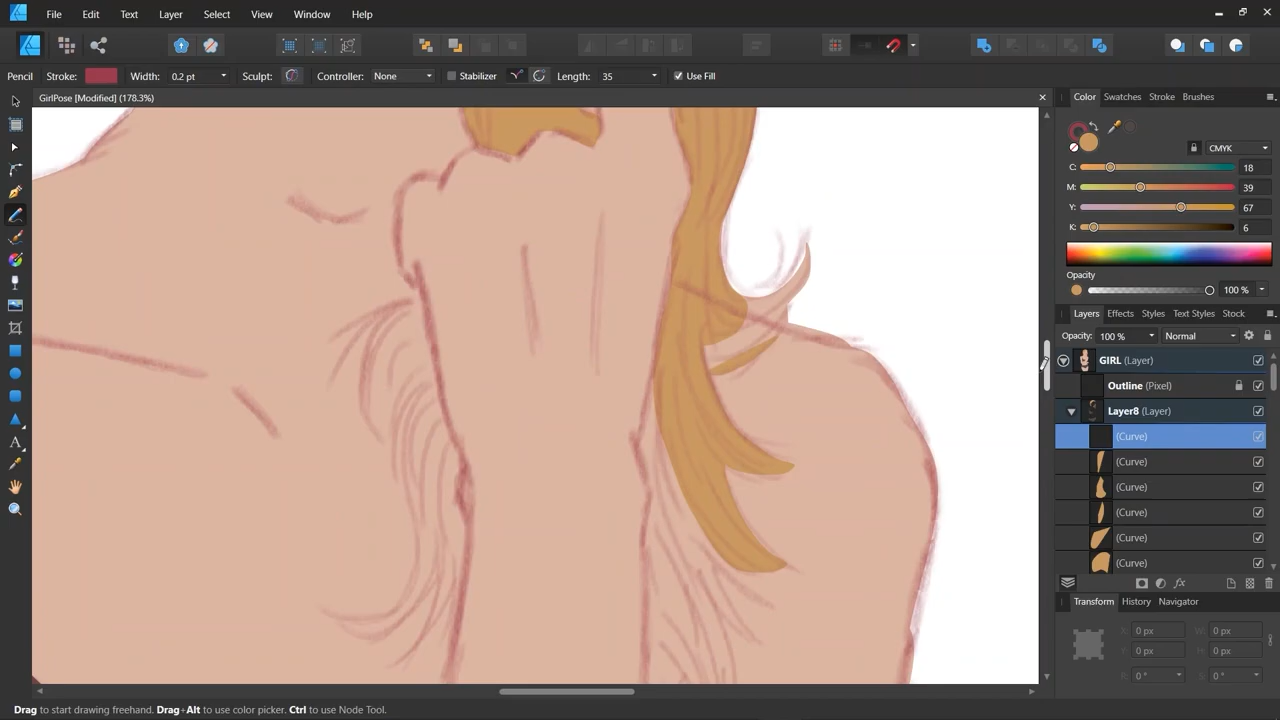 File Edit Text Layer Select View Window Help
Pencil Stroke: Width: 0.2 pt Sculpt: Controller: None Stabilizer Length: 35 Use Fill
GirlPose [Modified] (178.3%)
Color Swatches Stroke Brushes
CMYK
C: 18
M: 39
Y: 67
K: 6
Opacity
100 %
Layers Effects Styles Text Styles Stock
Opacity: 100 % Normal
GIRL (Layer)
Outline (Pixel)
Layer8 (Layer)
(Curve)
(Curve)
(Curve)
(Curve)
(Curve)
(Curve)
Transform History Navigator
X: 0 px W: 0 px
Y: 0 px H: 0 px
R: 0 ° S: 0 °
Drag to start drawing freehand. Drag+Alt to use color picker. Ctrl to use Node Tool.